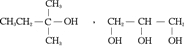 CH₃
CH₃CH₂—C—OH , CH₂—CH—CH₂
CH₃ OH OH OH